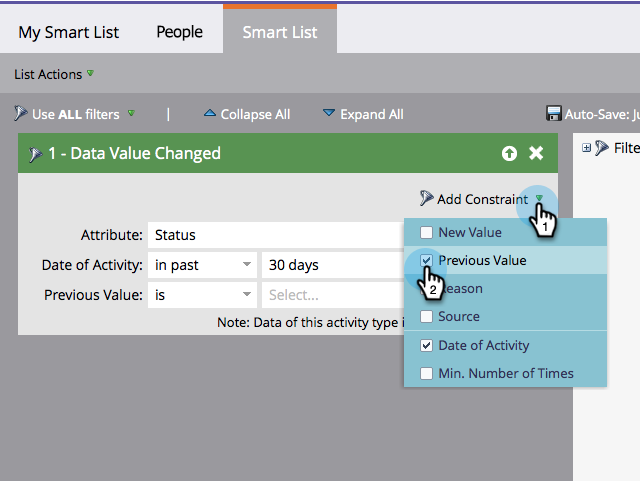 My Smart List People Smart List
List Actions
Use ALL filters | Collapse All Expand All Auto-Save: Ju
Filte
1 - Data Value Changed
Add Constraint
1
Attribute: Status
Date of Activity: in past 30 days
Previous Value: is Select...
Note: Data of this activity type i
New Value
Previous Value
2
Reason
Source
Date of Activity
Min. Number of Times